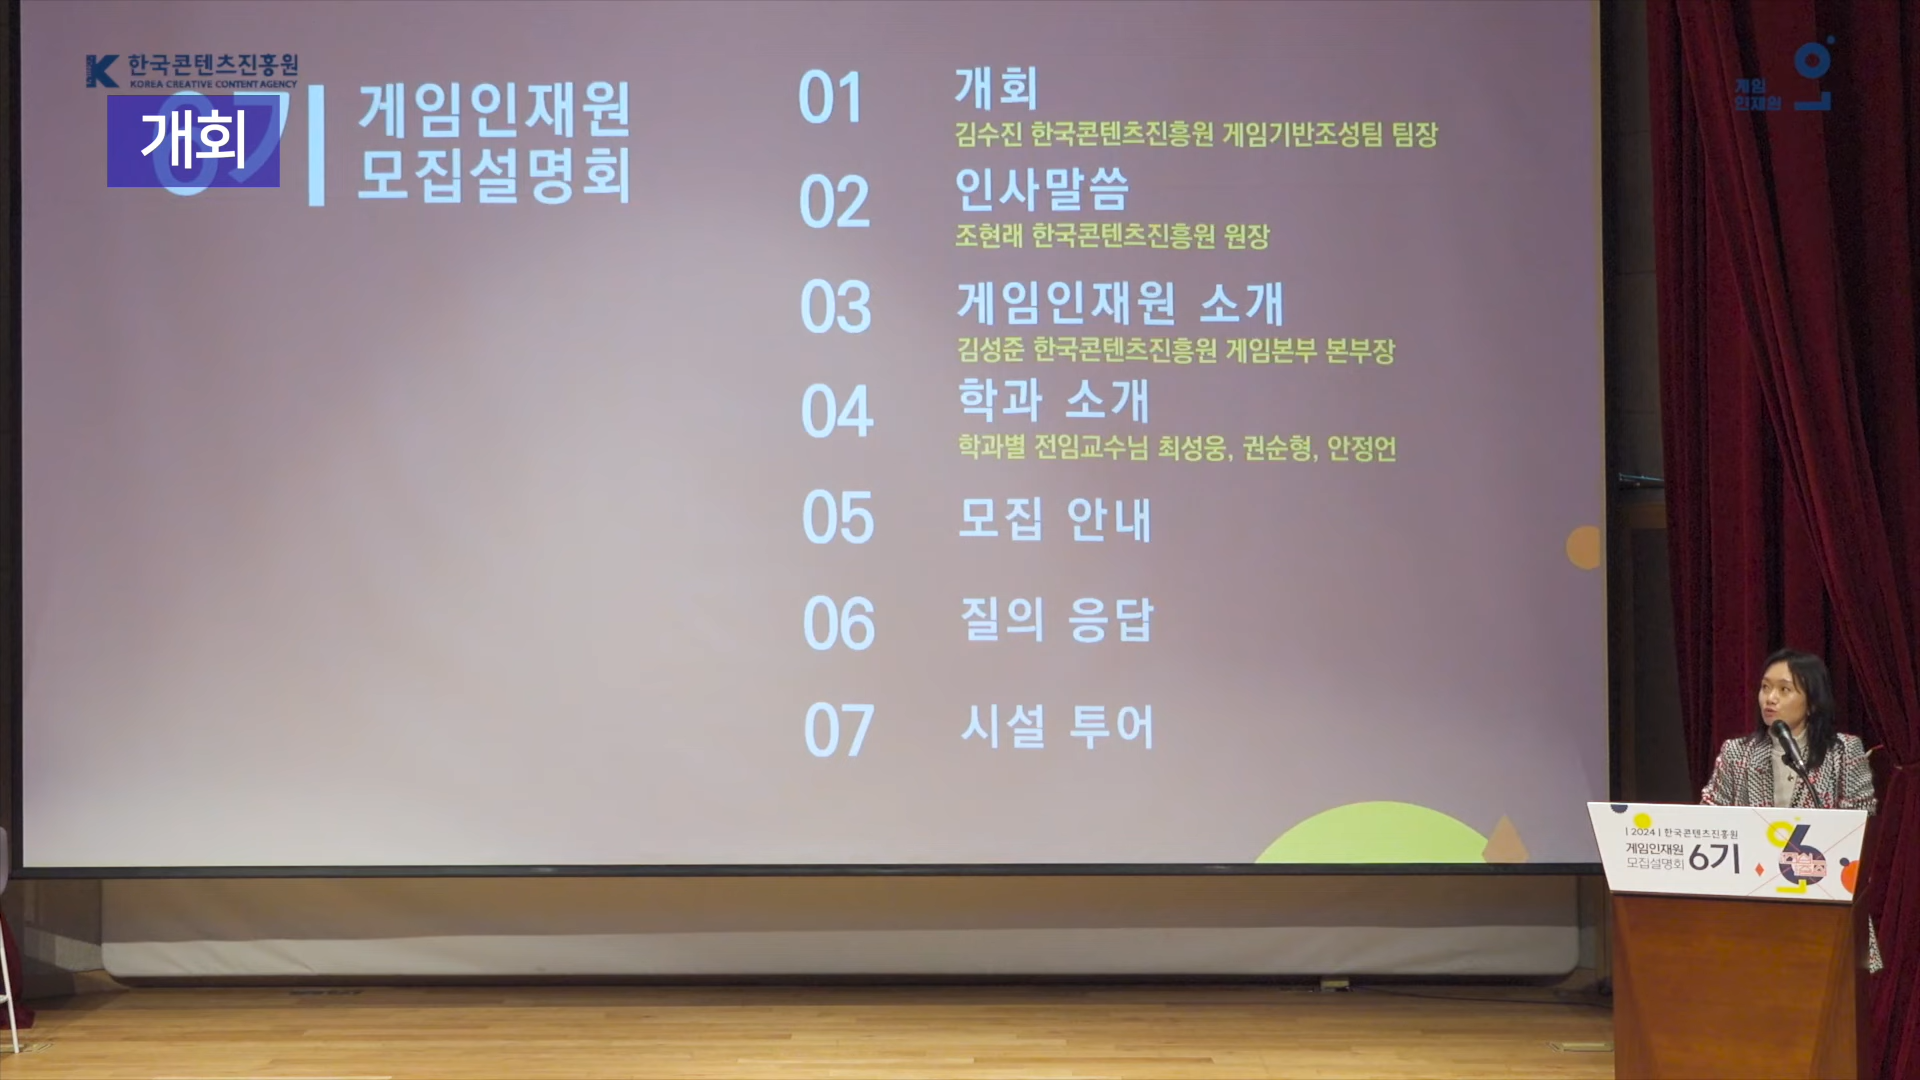 한국콘텐츠진흥원
KOREA CREATIVE CONTENT AGENCY
개회
게임인재원
모집설명회
01 개회
김수진 한국콘텐츠진흥원 게임기반조성팀 팀장
02 인사말씀
조현래 한국콘텐츠진흥원 원장
03 게임인재원 소개
김성준 한국콘텐츠진흥원 게임본부 본부장
04 학과 소개
학과별 전임교수님 최성웅, 권순형, 안정언
05 모집 안내
06 질의 응답
07 시설 투어
게임
인재원
| 2024 | 한국콘텐츠진흥원
게임인재원
모집설명회 6기